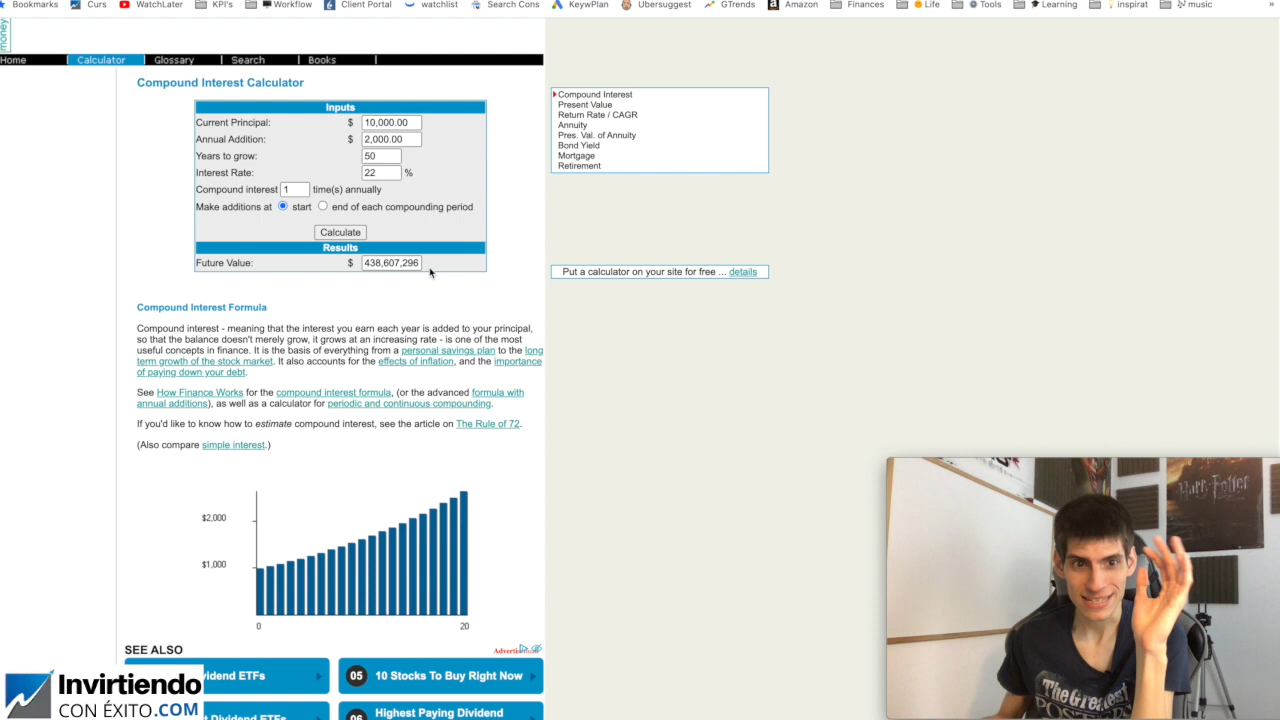 Bookmarks Curs WatchLater KPI's Workflow Client Portal watchlist Search Cons KeywPlan Ubersuggest GTrends Amazon Finances Life Tools Learning inspirat music »
money
Home Calculator Glossary Search Books
Compound Interest Calculator
Inputs
Current Principal: $ 10,000.00
Annual Addition: $ 2,000.00
Years to grow: 50
Interest Rate: 22 %
Compound interest 1 time(s) annually
Make additions at start end of each compounding period
Calculate
Results
Future Value: $ 438,607,296
Compound Interest
Present Value
Return Rate / CAGR
Annuity
Pres. Val. of Annuity
Bond Yield
Mortgage
Retirement
Put a calculator on your site for free ... details
Compound Interest Formula
Compound interest - meaning that the interest you earn each year is added to your principal,
so that the balance doesn't merely grow, it grows at an increasing rate - is one of the most
useful concepts in finance. It is the basis of everything from a personal savings plan to the long
term growth of the stock market. It also accounts for the effects of inflation, and the importance
of paying down your debt.
See How Finance Works for the compound interest formula, (or the advanced formula with
annual additions), as well as a calculator for periodic and continuous compounding.
If you'd like to know how to estimate compound interest, see the article on The Rule of 72.
(Also compare simple interest.)
$2,000
$1,000
0 20
SEE ALSO
vidend ETFs
05 10 Stocks To Buy Right Now
t Dividend ETFs
06 Highest Paying Dividend
Invirtiendo
CON ÉXITO.COM
Harry Potter
The Greatest